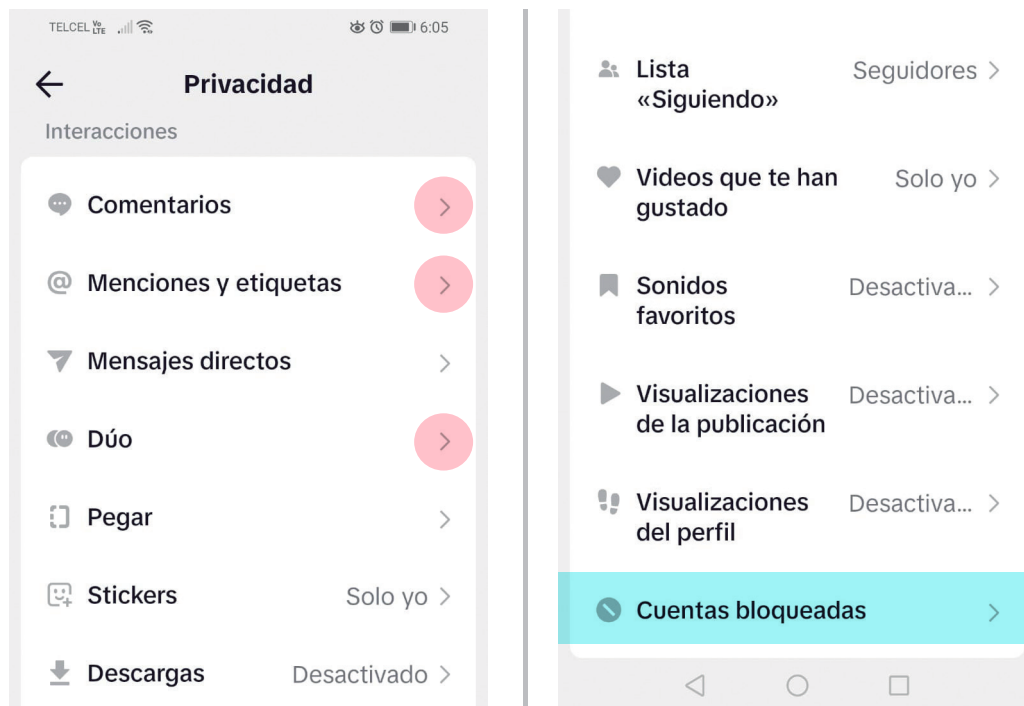 TELCEL Vo LTE 6:05
Privacidad
Interacciones
Comentarios
Menciones y etiquetas
Mensajes directos
Dúo
Pegar
Stickers Solo yo
Descargas Desactivado
Lista Seguidores
«Siguiendo»
Videos que te han Solo yo
gustado
Sonidos Desactiva...
favoritos
Visualizaciones Desactiva...
de la publicación
Visualizaciones Desactiva...
del perfil
Cuentas bloqueadas